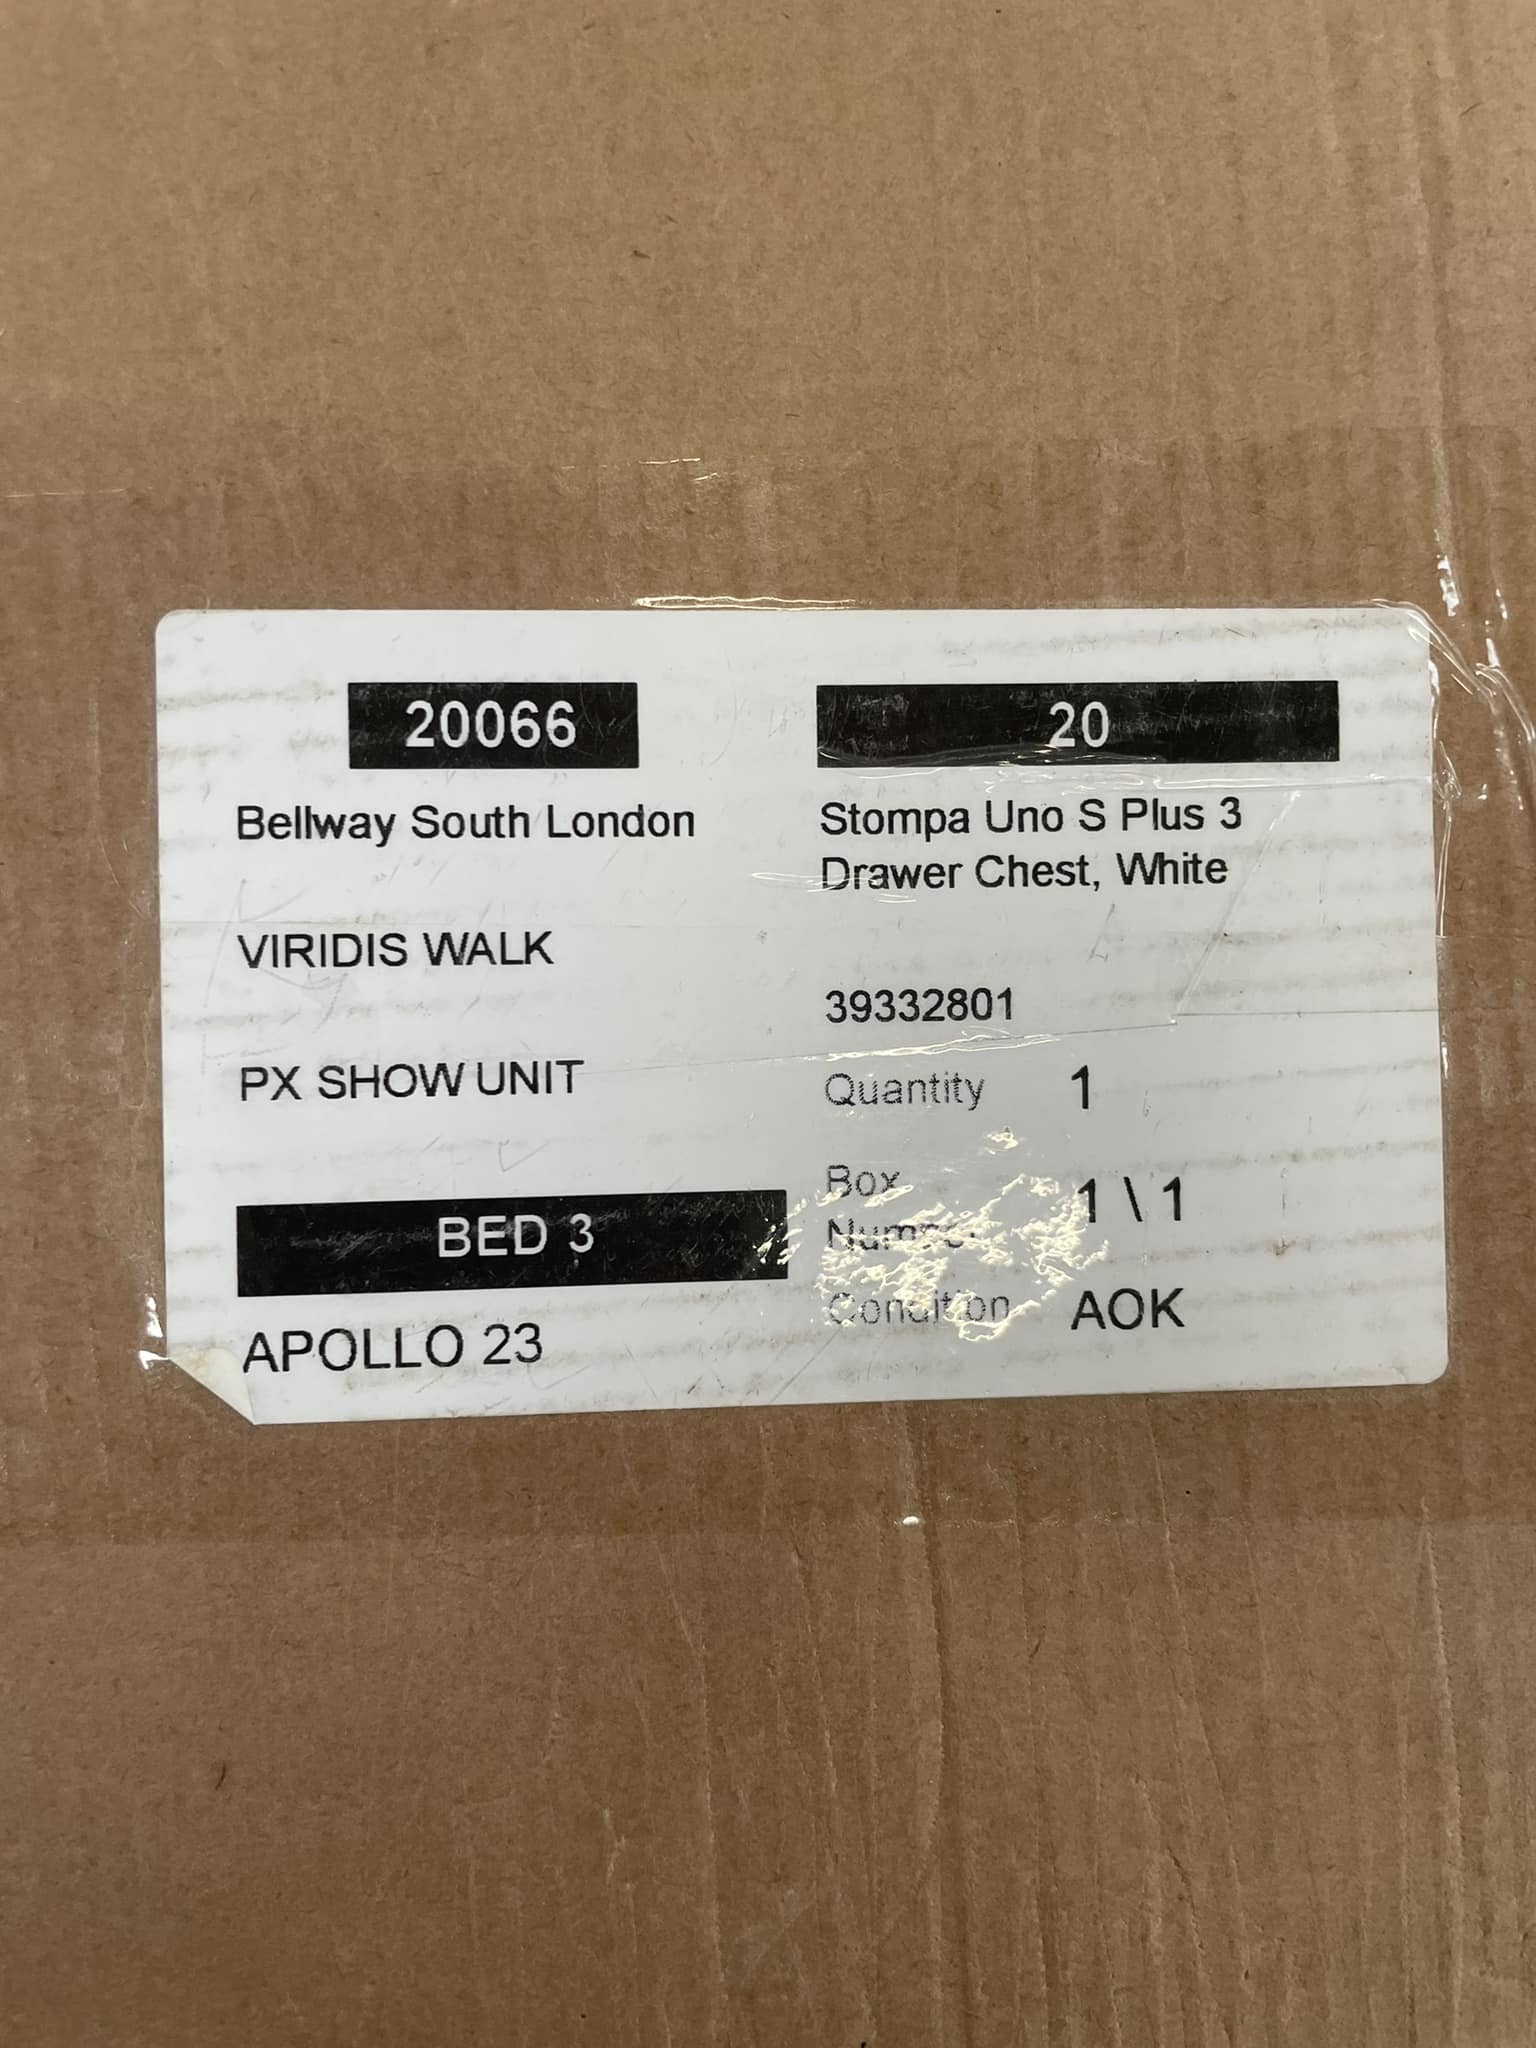 20066
Bellway South London
VIRIDIS WALK
PX SHOW UNIT
BED 3
APOLLO 23
20
Stompa Uno S Plus 3
Drawer Chest, White
39332801
Quantity 1
Box
Number 1 \ 1
Condition AOK